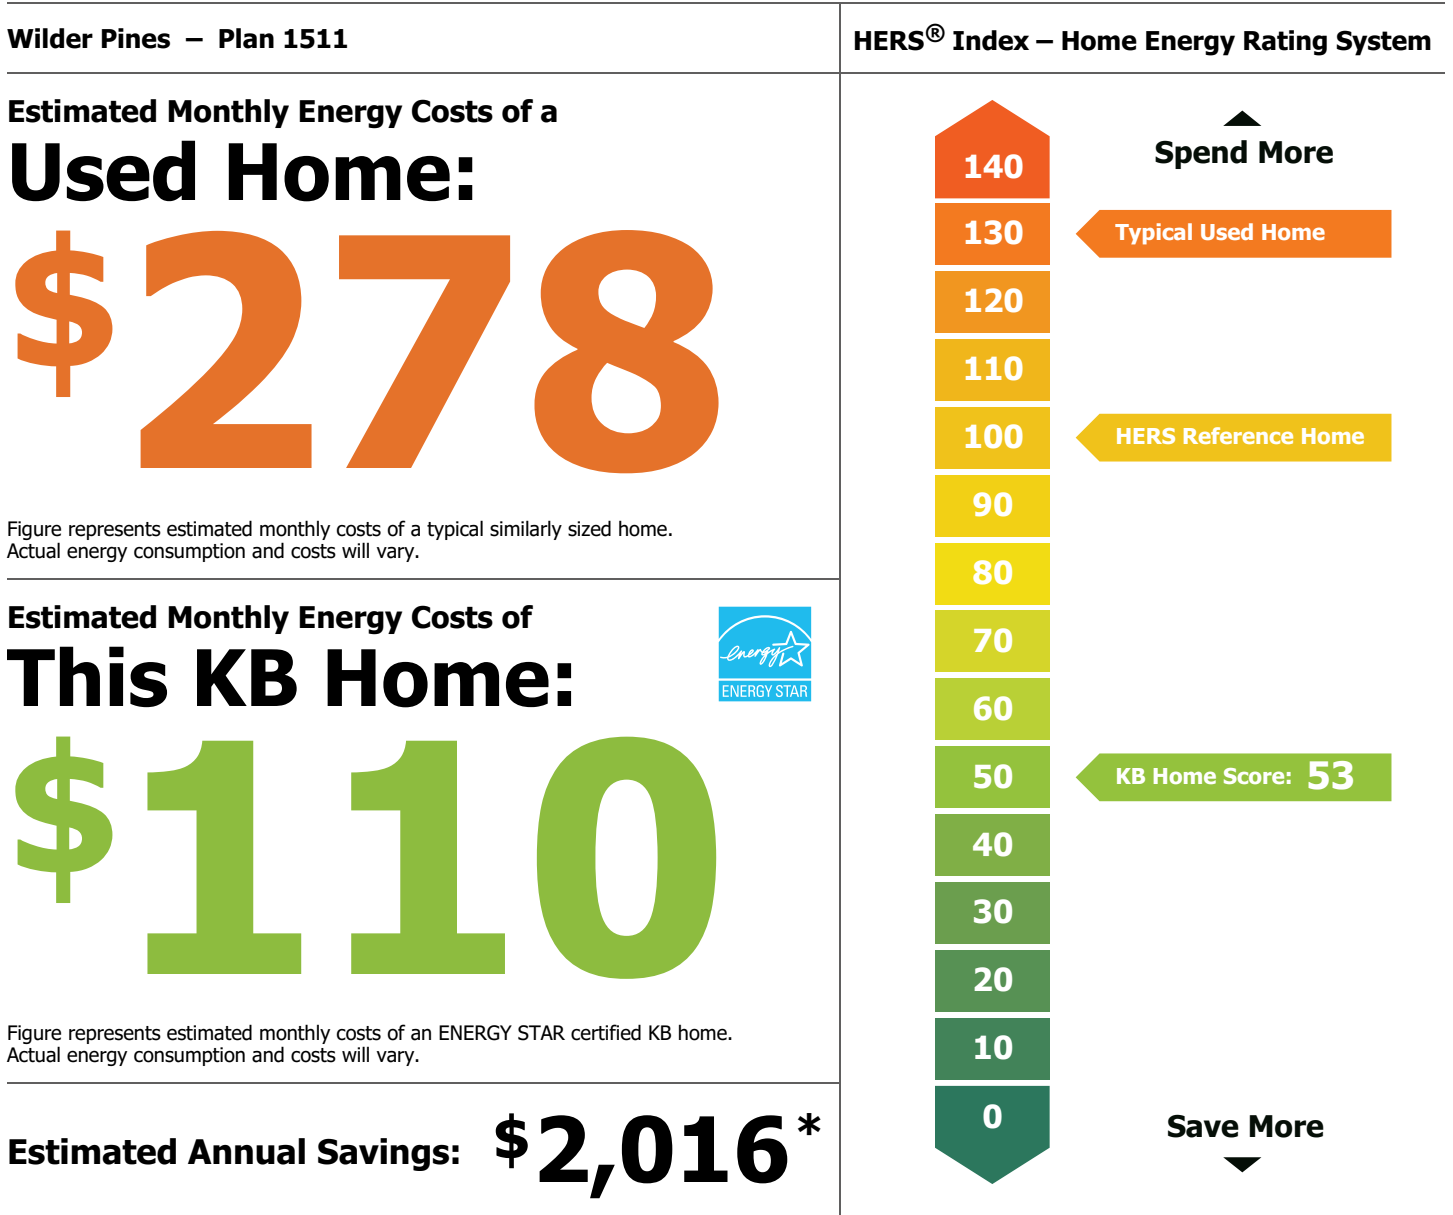 Wilder Pines – Plan 1511
Estimated Monthly Energy Costs of a
Used Home:
$278
Figure represents estimated monthly costs of a typical similarly sized home.
Actual energy consumption and costs will vary.
Estimated Monthly Energy Costs of
This KB Home:
energy
ENERGY STAR
$110
Figure represents estimated monthly costs of an ENERGY STAR certified KB home.
Actual energy consumption and costs will vary.
Estimated Annual Savings: $2,016*
HERS® Index – Home Energy Rating System
Spend More
140
130 Typical Used Home
120
110
100 HERS Reference Home
90
80
70
60
50 KB Home Score: 53
40
30
20
10
0
Save More